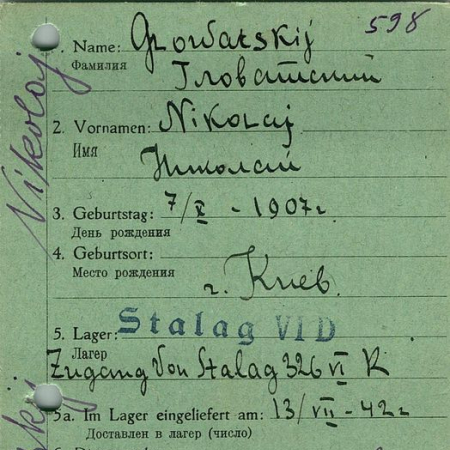 598
1. Name: Glowatskij
Фамилия Гловатский
2. Vornamen: Nikolaj
Имя Николай
3. Geburtstag: 7/X - 1907 г.
День рождения
4. Geburtsort:
Место рождения г. Киев.
5. Lager: Stalag VI D
Лагерь
Zugang von Stalag 326 VI K
5a. Im Lager eingeliefert am: 13/VII - 42 г
Доставлен в лагерь (число)
Nikolaj